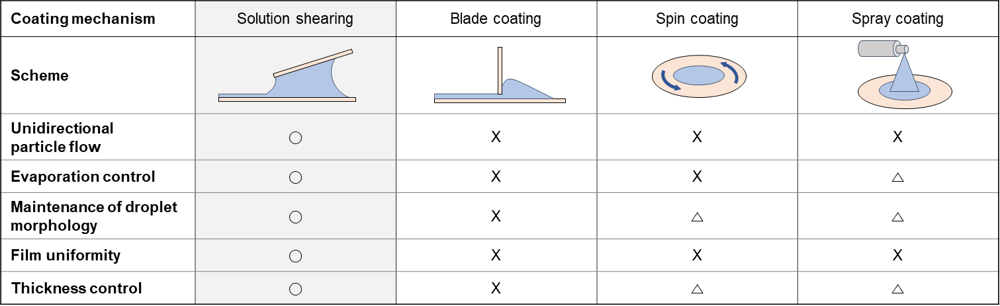 Coating mechanism Solution shearing Blade coating Spin coating Spray coating
Scheme
Unidirectional
particle flow ○ X X X
Evaporation control ○ X X △
Maintenance of droplet
morphology ○ X △ △
Film uniformity ○ X X X
Thickness control ○ X △ △